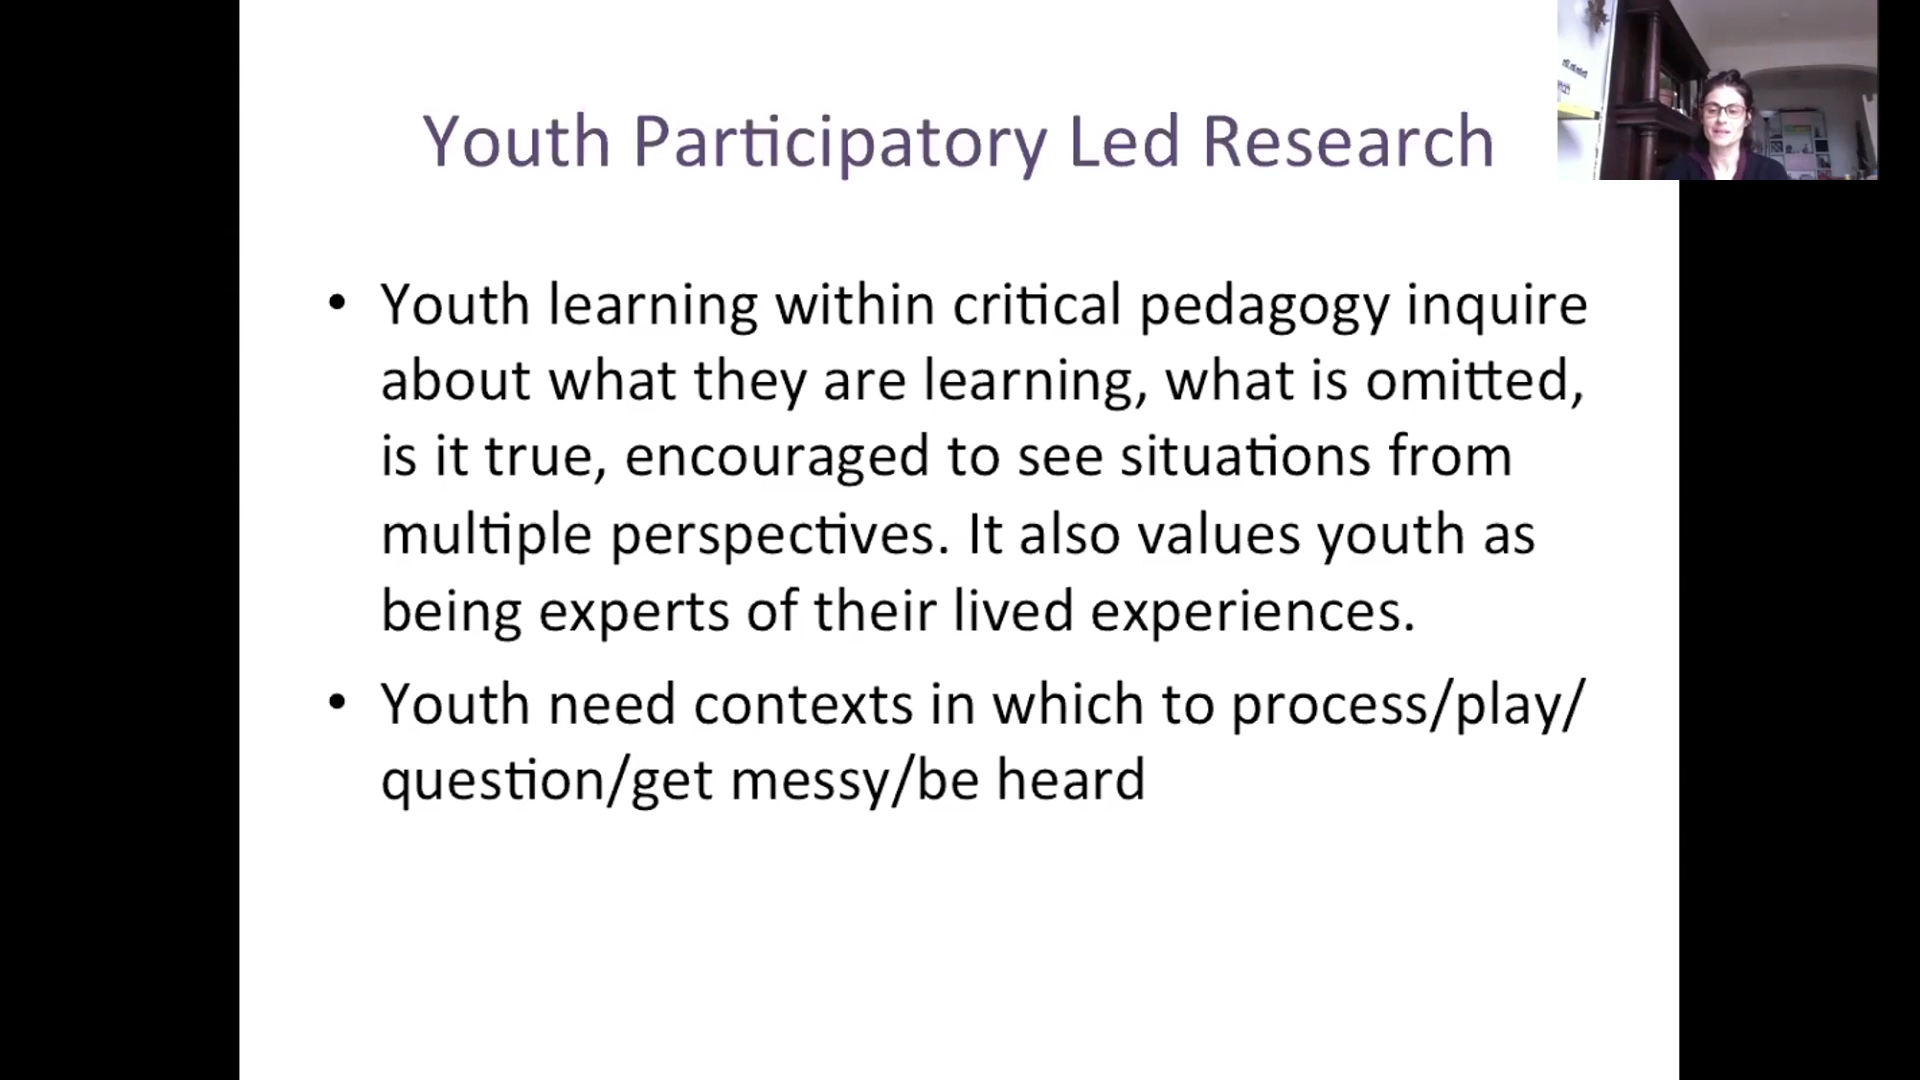 Youth Participatory Led Research
• Youth learning within critical pedagogy inquire
about what they are learning, what is omitted,
is it true, encouraged to see situations from
multiple perspectives. It also values youth as
being experts of their lived experiences.
• Youth need contexts in which to process/play/
question/get messy/be heard